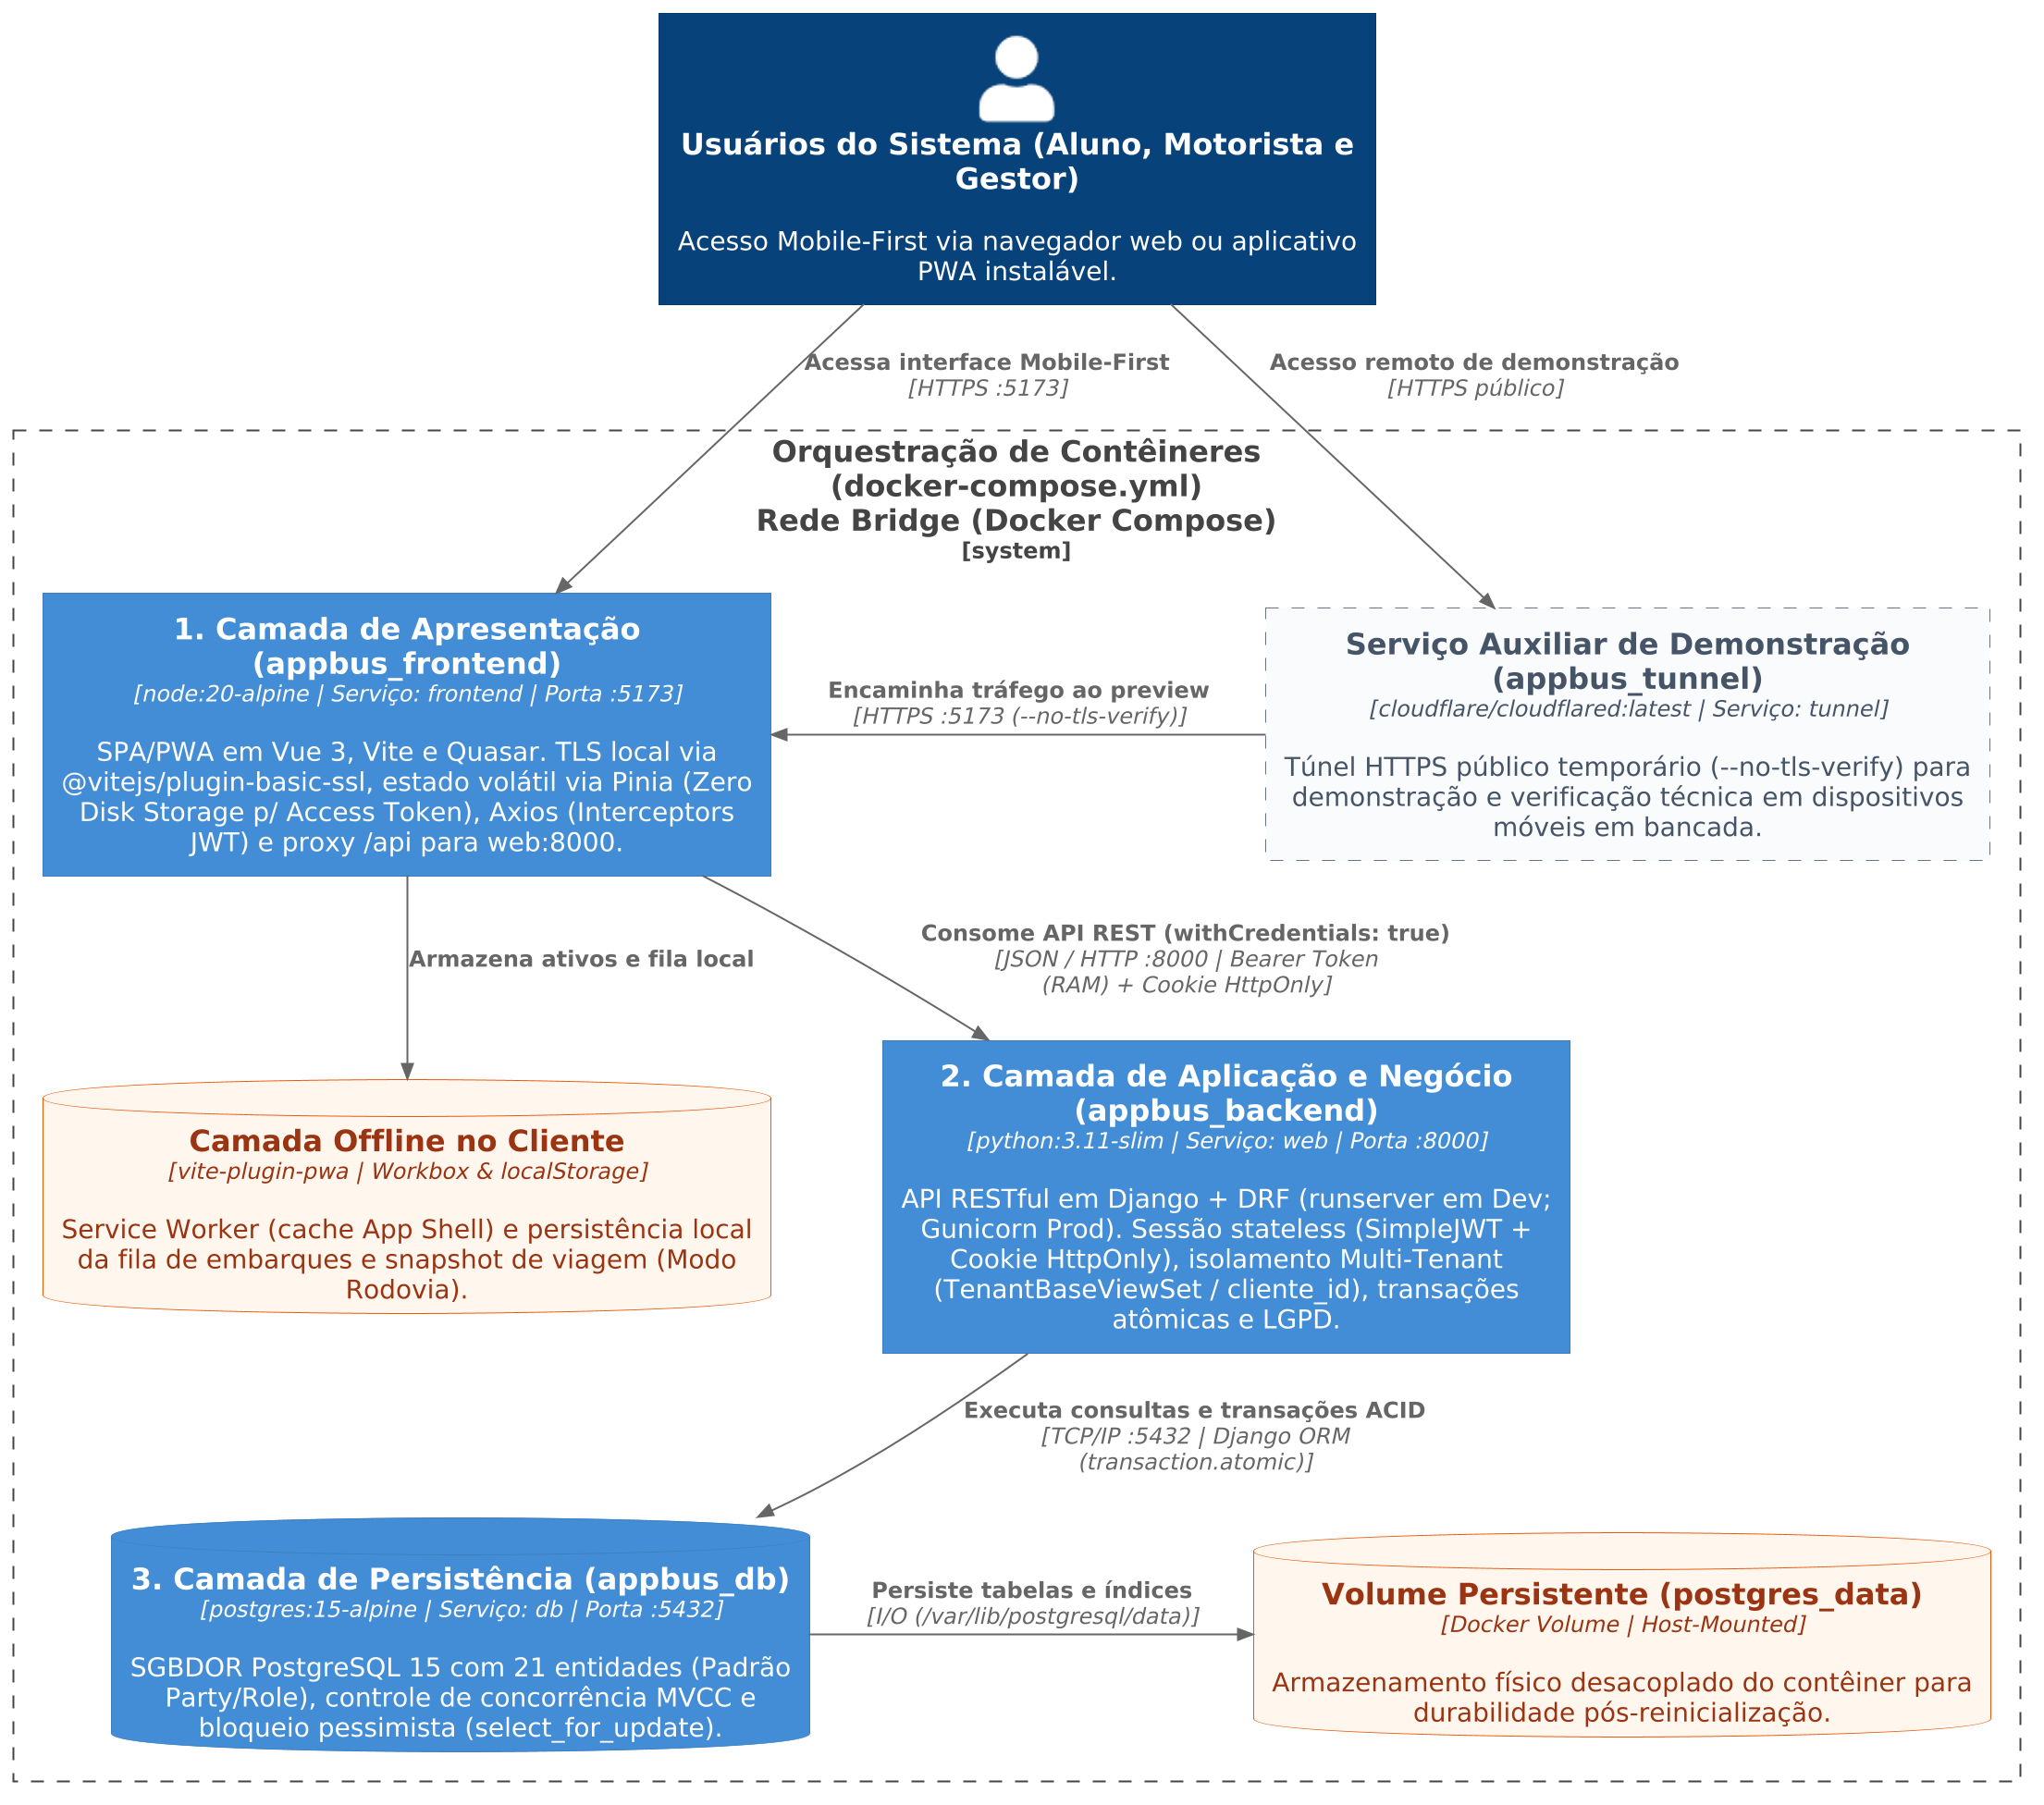 Usuários do Sistema (Aluno, Motorista e
Gestor)
Acesso Mobile-First via navegador web ou aplicativo
PWA instalável.
Acessa interface Mobile-First
[HTTPS :5173]
Acesso remoto de demonstração
[HTTPS público]
Orquestração de Contêineres
(docker-compose.yml)
Rede Bridge (Docker Compose)
[system]
1. Camada de Apresentação
(appbus_frontend)
[node:20-alpine | Serviço: frontend | Porta :5173]
SPA/PWA em Vue 3, Vite e Quasar. TLS local via
@vitejs/plugin-basic-ssl, estado volátil via Pinia (Zero
Disk Storage p/ Access Token), Axios (Interceptors
JWT) e proxy /api para web:8000.
Encaminha tráfego ao preview
[HTTPS :5173 (--no-tls-verify)]
Serviço Auxiliar de Demonstração
(appbus_tunnel)
[cloudflare/cloudflared:latest | Serviço: tunnel]
Túnel HTTPS público temporário (--no-tls-verify) para
demonstração e verificação técnica em dispositivos
móveis em bancada.
Armazena ativos e fila local
Consome API REST (withCredentials: true)
[JSON / HTTP :8000 | Bearer Token
(RAM) + Cookie HttpOnly]
Camada Offline no Cliente
[vite-plugin-pwa | Workbox & localStorage]
Service Worker (cache App Shell) e persistência local
da fila de embarques e snapshot de viagem (Modo
Rodovia).
2. Camada de Aplicação e Negócio
(appbus_backend)
[python:3.11-slim | Serviço: web | Porta :8000]
API RESTful em Django + DRF (runserver em Dev;
Gunicorn Prod). Sessão stateless (SimpleJWT +
Cookie HttpOnly), isolamento Multi-Tenant
(TenantBaseViewSet / cliente_id), transações
atômicas e LGPD.
Executa consultas e transações ACID
[TCP/IP :5432 | Django ORM
(transaction.atomic)]
3. Camada de Persistência (appbus_db)
[postgres:15-alpine | Serviço: db | Porta :5432]
SGBDOR PostgreSQL 15 com 21 entidades (Padrão
Party/Role), controle de concorrência MVCC e
bloqueio pessimista (select_for_update).
Persiste tabelas e índices
[I/O (/var/lib/postgresql/data)]
Volume Persistente (postgres_data)
[Docker Volume | Host-Mounted]
Armazenamento físico desacoplado do contêiner para
durabilidade pós-reinicialização.